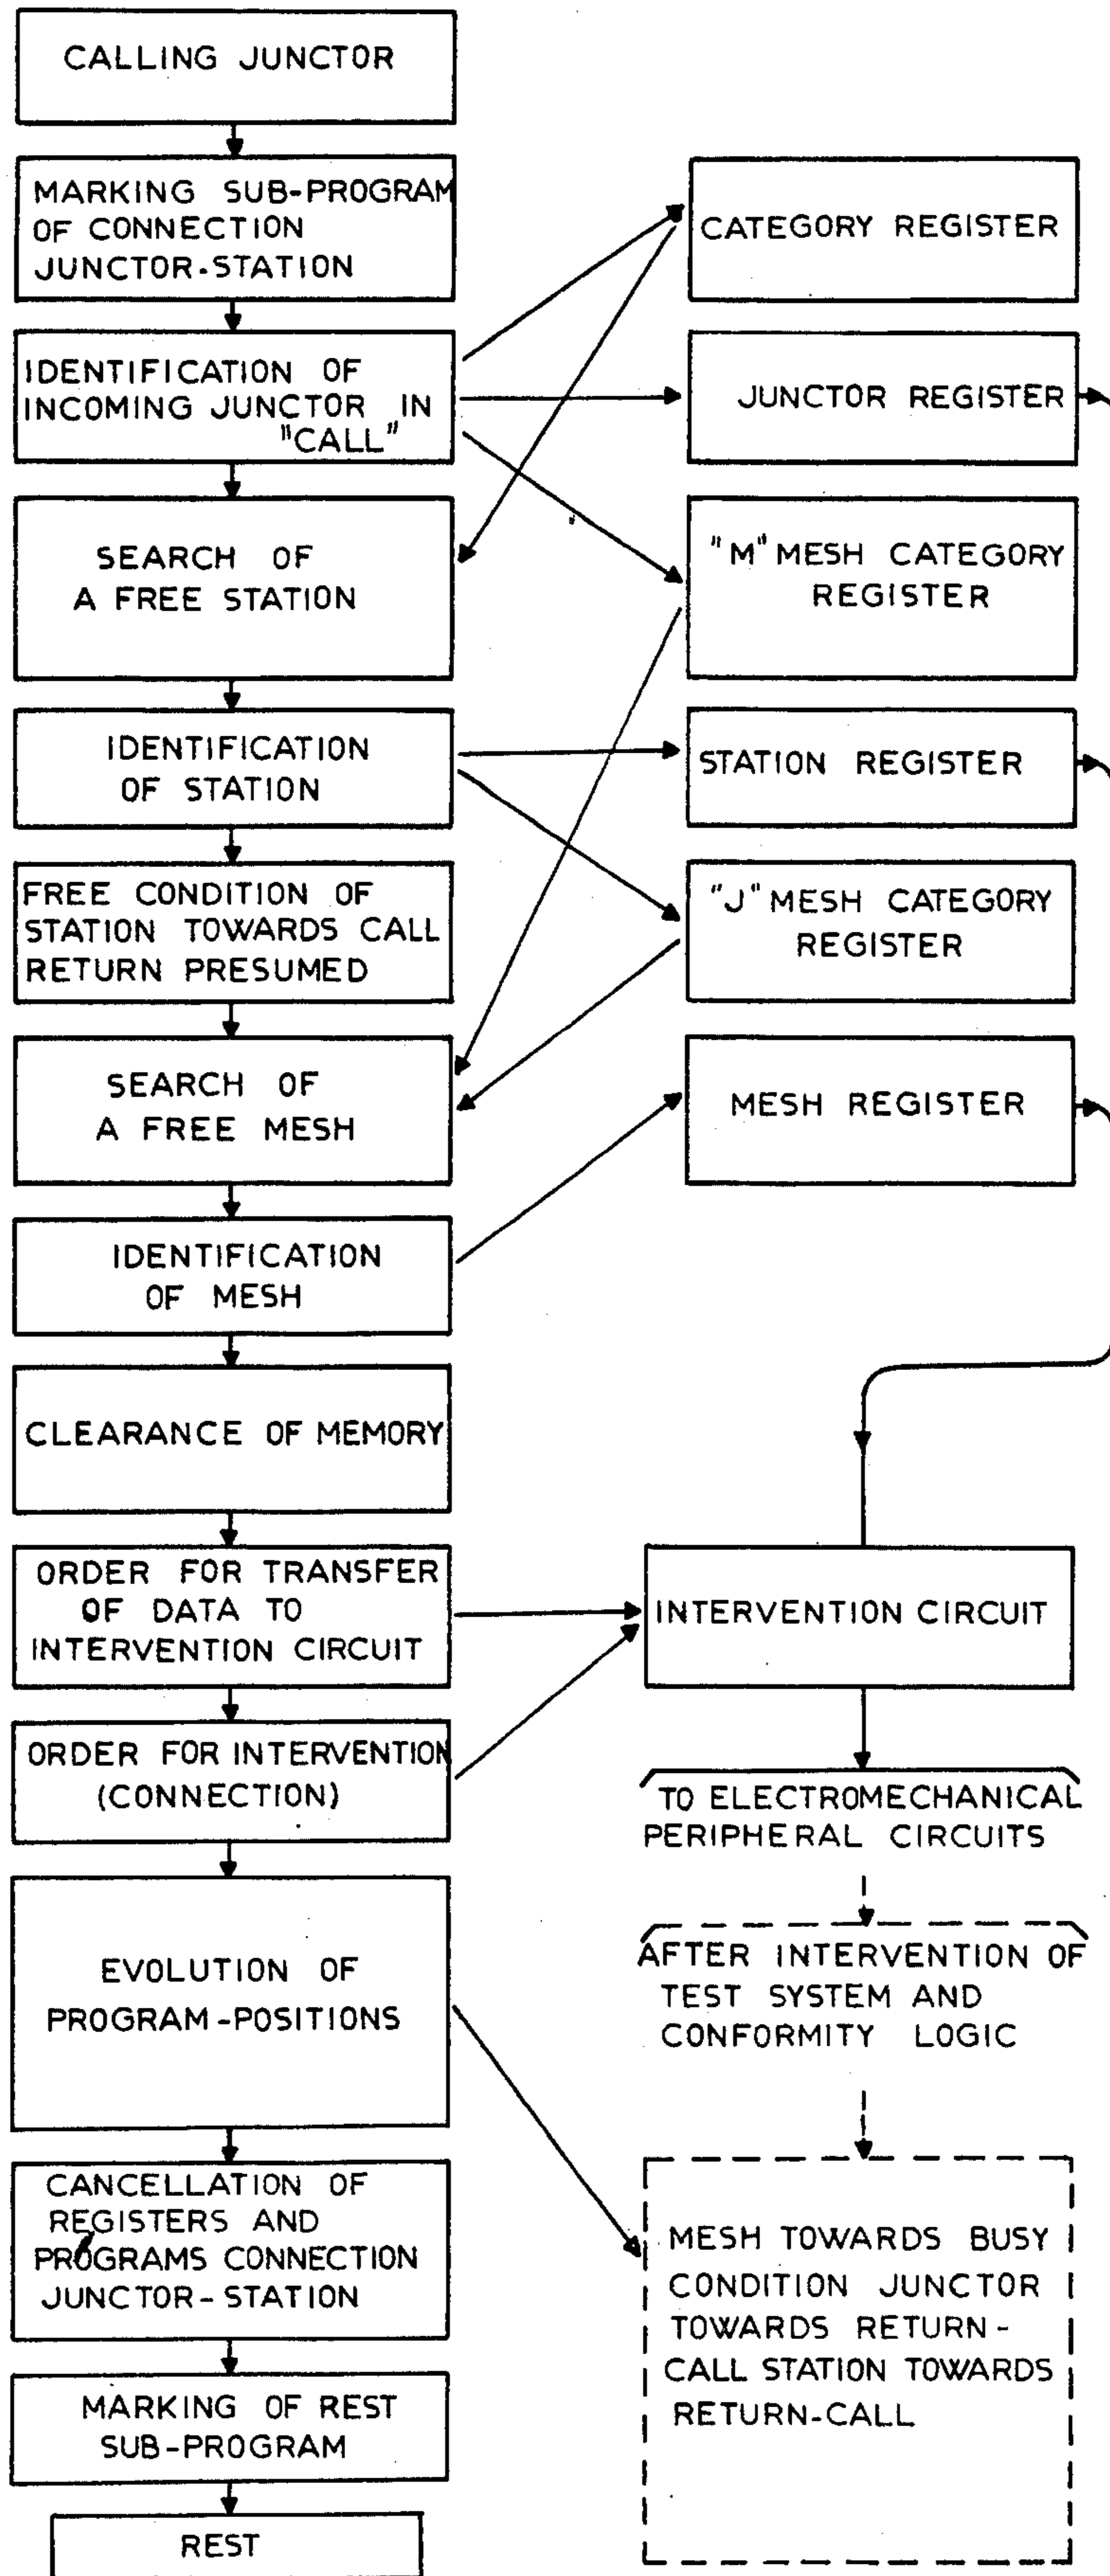 CALLING JUNCTOR
MARKING SUB-PROGRAM
OF CONNECTION
JUNCTOR-STATION
IDENTIFICATION OF
INCOMING JUNCTOR IN
"CALL"
SEARCH OF
A FREE STATION
IDENTIFICATION
OF STATION
FREE CONDITION OF
STATION TOWARDS CALL
RETURN PRESUMED
SEARCH OF
A FREE MESH
IDENTIFICATION
OF MESH
CLEARANCE OF MEMORY
ORDER FOR TRANSFER
OF DATA TO
INTERVENTION CIRCUIT
ORDER FOR INTERVENTION
(CONNECTION)
EVOLUTION OF
PROGRAM-POSITIONS
CANCELLATION OF
REGISTERS AND
PROGRAMS CONNECTION
JUNCTOR-STATION
MARKING OF REST
SUB-PROGRAM
REST
CATEGORY REGISTER
JUNCTOR REGISTER
"M" MESH CATEGORY
REGISTER
STATION REGISTER
"J" MESH CATEGORY
REGISTER
MESH REGISTER
INTERVENTION CIRCUIT
TO ELECTROMECHANICAL
PERIPHERAL CIRCUITS
AFTER INTERVENTION OF
TEST SYSTEM AND
CONFORMITY LOGIC
MESH TOWARDS BUSY
CONDITION JUNCTOR
TOWARDS RETURN-
CALL STATION TOWARDS
RETURN-CALL